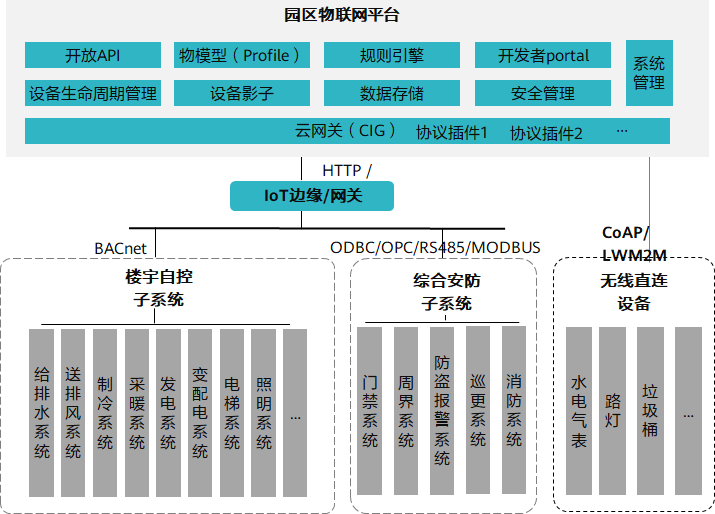 园区物联网平台
开放API
物模型（Profile）
规则引擎
开发者portal
系统
管理
设备生命周期管理
设备影子
数据存储
安全管理
云网关（CIG）
协议插件1
协议插件2
...
HTTP /
IoT边缘/网关
BACnet
ODBC/OPC/RS485/MODBUS
CoAP/
LWM2M
楼宇自控
子系统
给排水系统
送排风系统
制冷系统
采暖系统
发电系统
变配电系统
电梯系统
照明系统
...
综合安防
子系统
门禁系统
周界系统
防盗报警系统
巡更系统
消防系统
无线直连
设备
水电气表
路灯
垃圾桶
...